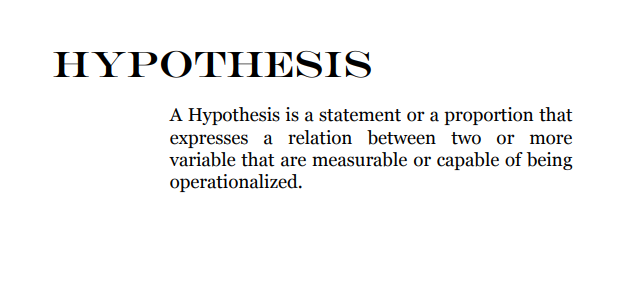 HYPOTHESIS
A Hypothesis is a statement or a proportion that
expresses a relation between two or more
variable that are measurable or capable of being
operationalized.